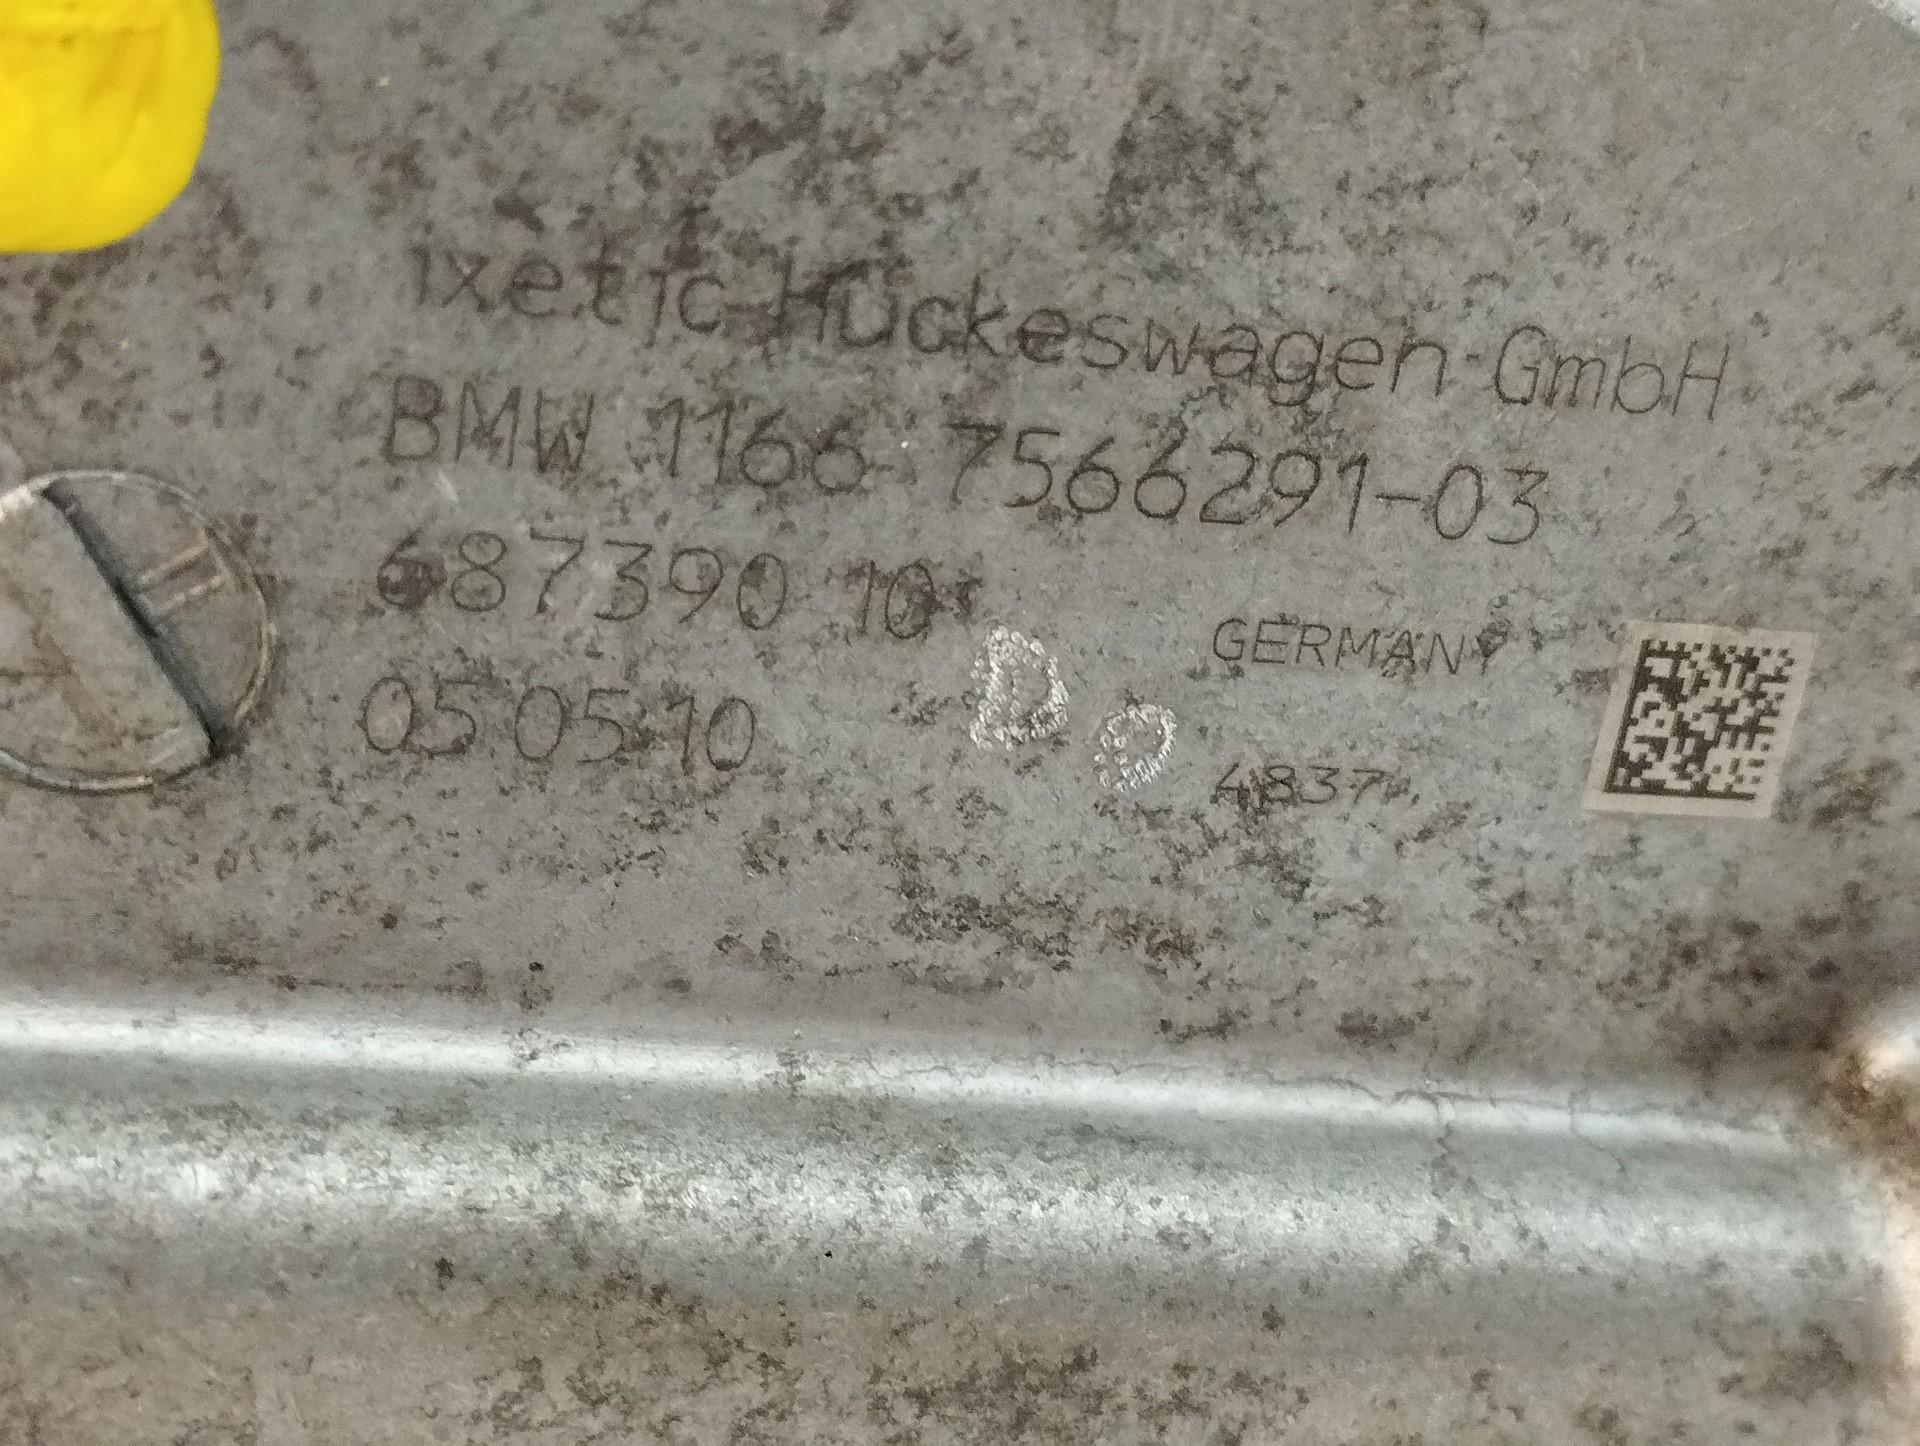 ixetic Hückeswagen GmbH
BMW 1166 7566291-03
687390 10
GERMANY
05 05 10
D
4837